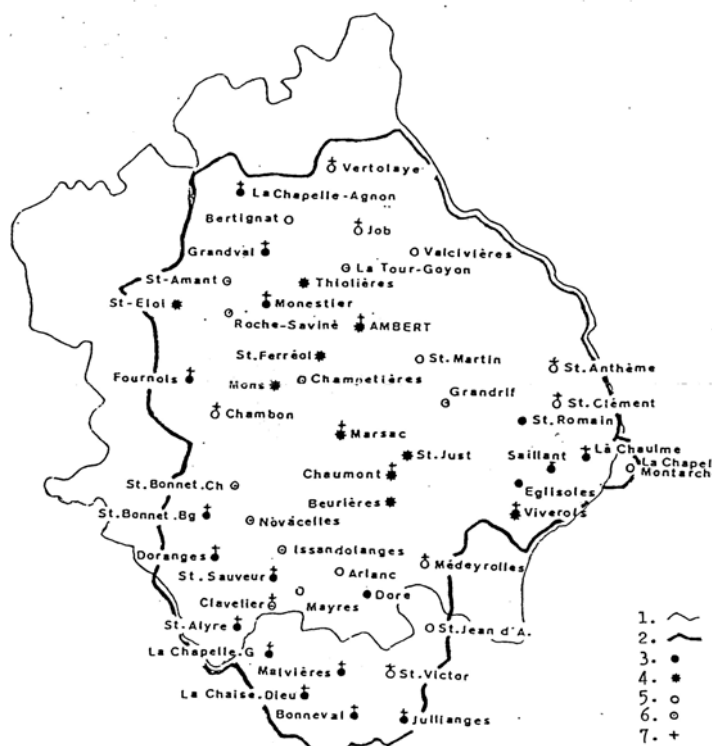 Vertolaye
La Chapelle-Agnon
Bertignat
Job
Grandval
Valcivières
La Tour-Goyon
St-Amant
Thiolières
St-Eloi
Monestier
Roche-Savine
AMBERT
St.Ferréol
St.Martin
St.Anthème
Fournols
Mons
Champetières
Grandrif
St.Clément
Chambon
St.Romain
Marsac
La Chaulme
St.Just
Saillant
La Chapel
Montarch
Chaumont
St.Bonnet.Ch
Eglisoles
Beurières
St.Bonnet.Bg
Viverols
Novacelles
Doranges
Issandolanges
Médeyrolles
St.Sauveur
Arlanc
Clavelier
Mayres
Dore
St-Alyre
St.Jean d'A.
La Chapelle.G
Malvières
St.Victor
La Chaise.Dieu
Bonneval
Jullianges
1.
2.
3.
4.
5.
6.
7.